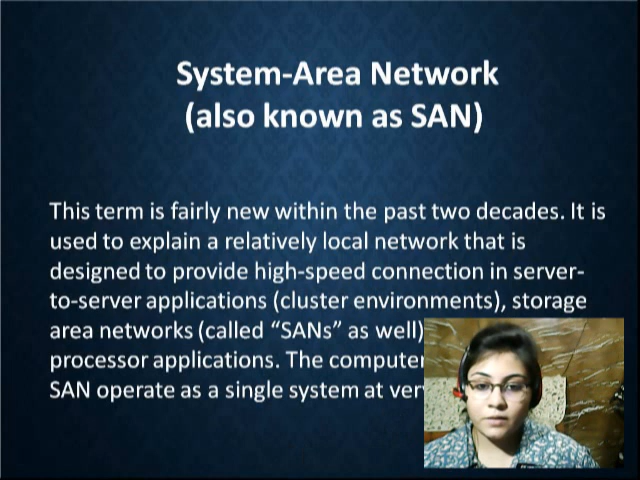 System-Area Network
(also known as SAN)
This term is fairly new within the past two decades. It is
used to explain a relatively local network that is
designed to provide high-speed connection in server-
to-server applications (cluster environments), storage
area networks (called “SANs” as well)
processor applications. The computer
SAN operate as a single system at very